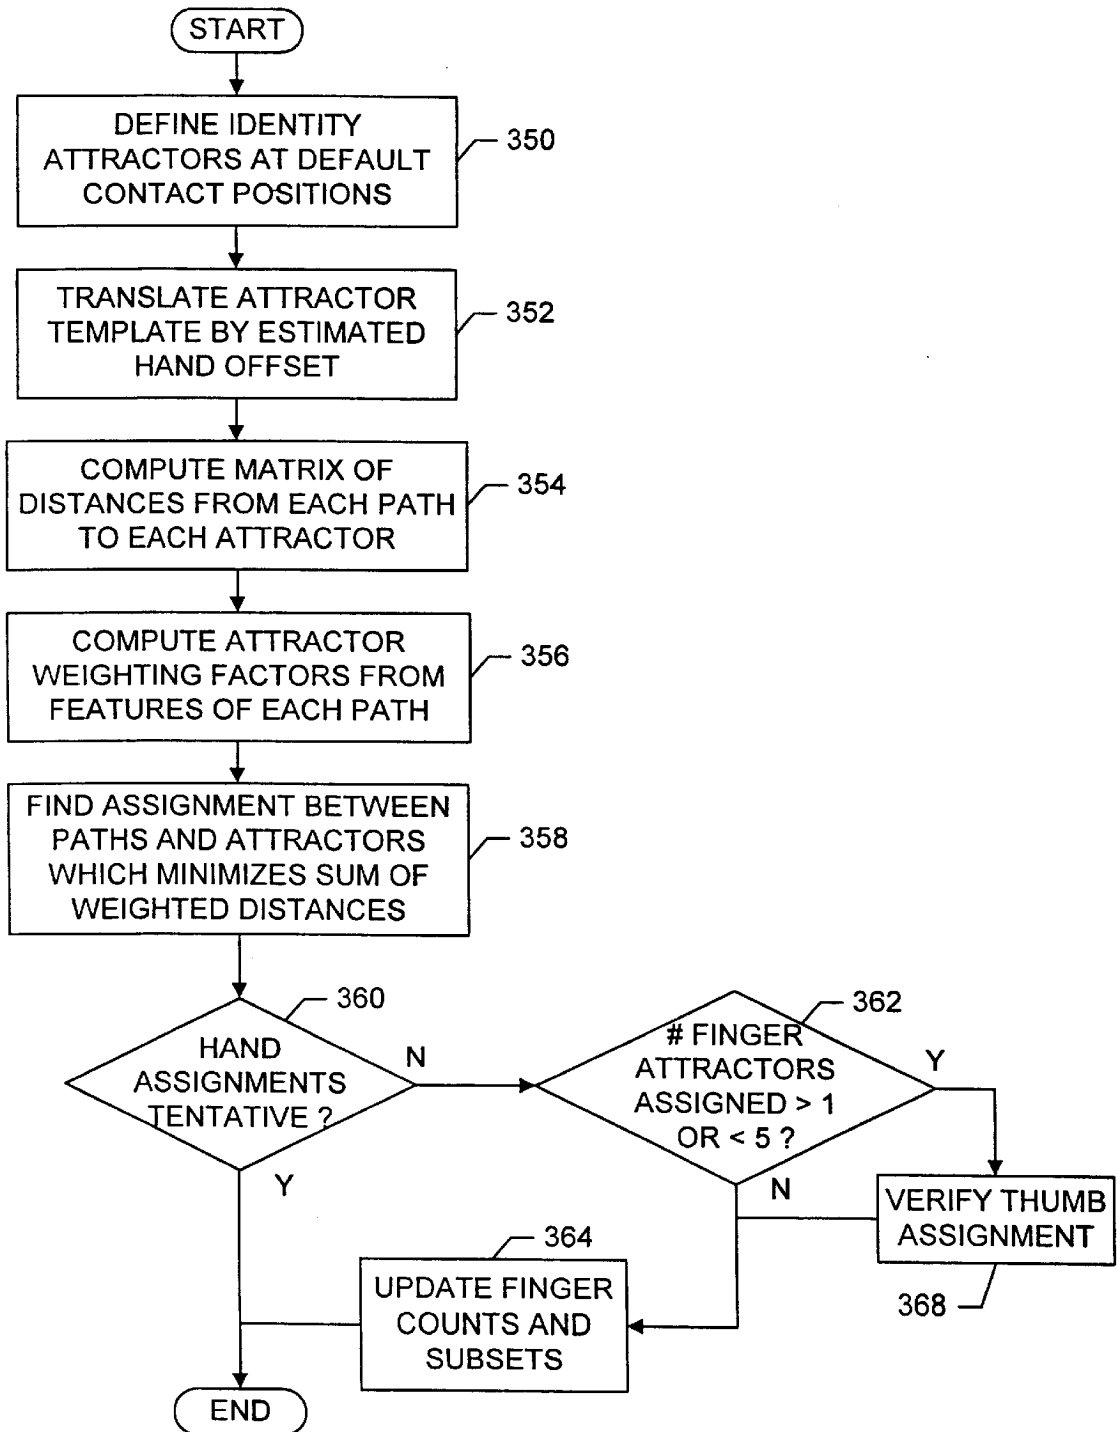 START
DEFINE IDENTITY
ATTRACTORS AT DEFAULT
CONTACT POSITIONS
350
TRANSLATE ATTRACTOR
TEMPLATE BY ESTIMATED
HAND OFFSET
352
COMPUTE MATRIX OF
DISTANCES FROM EACH PATH
TO EACH ATTRACTOR
354
COMPUTE ATTRACTOR
WEIGHTING FACTORS FROM
FEATURES OF EACH PATH
356
FIND ASSIGNMENT BETWEEN
PATHS AND ATTRACTORS
WHICH MINIMIZES SUM OF
WEIGHTED DISTANCES
358
HAND
ASSIGNMENTS
TENTATIVE ?
360
N
Y
# FINGER
ATTRACTORS
ASSIGNED > 1
OR < 5 ?
362
Y
N
VERIFY THUMB
ASSIGNMENT
368
364
UPDATE FINGER
COUNTS AND
SUBSETS
END